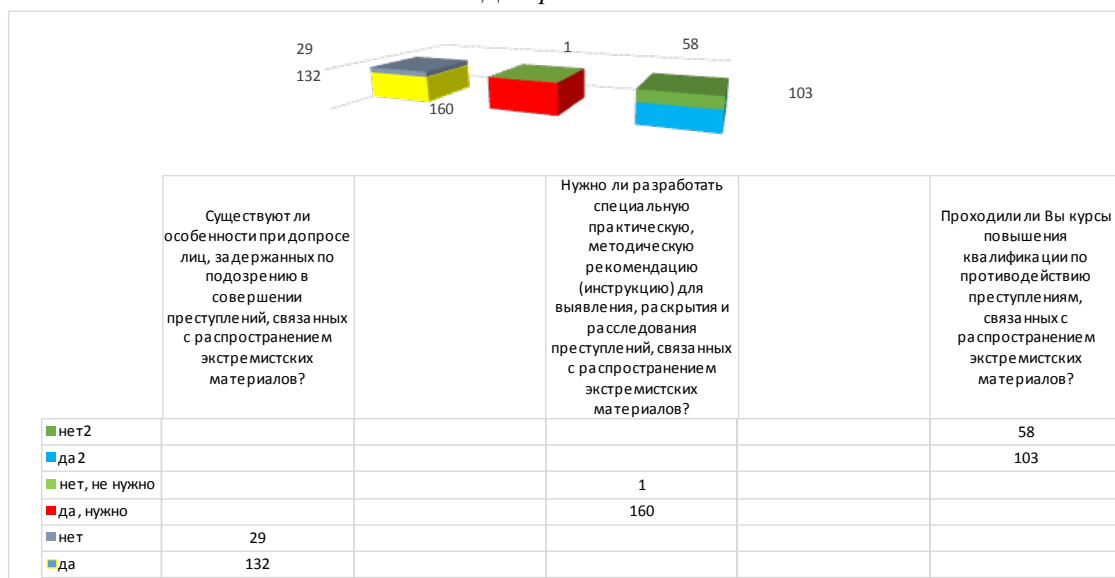 29
1
58
132
103
160
Существуют ли
особенности при допросе
лиц, задержанных по
подозрению в
совершении
преступлений, связанных
с распространением
экстремистских
материалов?
Нужно ли разработать
специальную
практическую,
методическую
рекомендацию
(инструкцию) для
выявления, раскрытия и
расследования
преступлений, связанных
с распространением
экстремистских
материалов?
Проходили ли Вы курсы
повышения
квалификации по
противодействию
преступлениям,
связанных с
распространением
экстремистских
материалов?
нет2 58
да2 103
нет, не нужно 1
да, нужно 160
нет 29
да 132